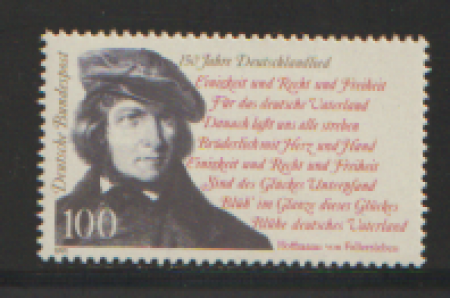 150 Jahre Deutschlandlied
Einigkeit und Recht und Freiheit
Für das deutsche Vaterland
Danach laßt uns alle streben
Brüderlich mit Herz und Hand
Einigkeit und Recht und Freiheit
Sind des Glückes Unterpfand
Blüh' im Glanze dieses Glückes
Blühe deutsches Vaterland
Hoffmann von Fallersleben
Deutsche Bundespost
100